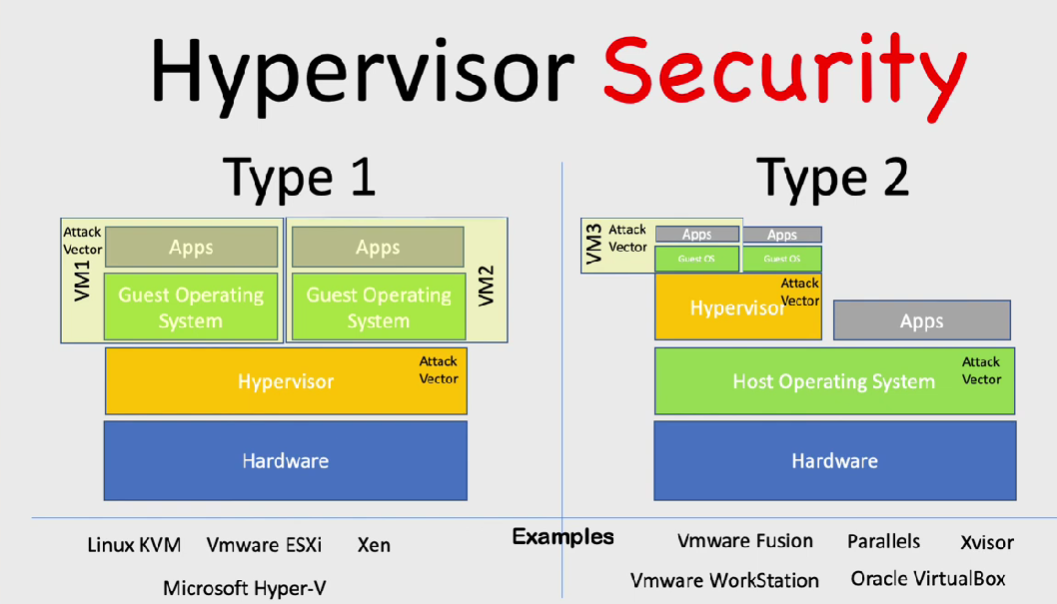 Hypervisor Security
Type 1
Attack
Vector
VM1
Apps
Guest Operating
System
Apps
Guest Operating
System
VM2
Hypervisor
Attack
Vector
Hardware
Type 2
VM3
Attack
Vector
Apps
Guest OS
Apps
Guest OS
Hypervisor
Attack
Vector
Apps
Host Operating System
Attack
Vector
Hardware
Examples
Linux KVM
Vmware ESXi
Xen
Microsoft Hyper-V
Vmware Fusion
Parallels
Xvisor
Vmware WorkStation
Oracle VirtualBox